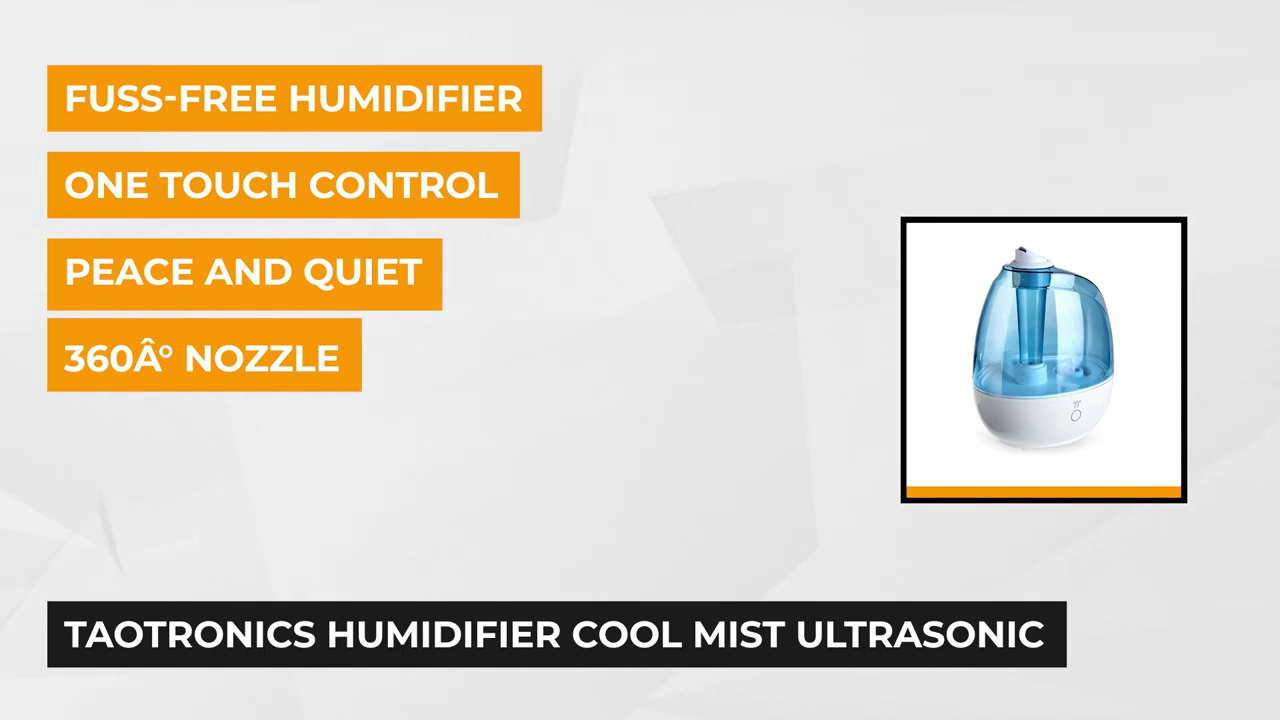 FUSS-FREE HUMIDIFIER
ONE TOUCH CONTROL
PEACE AND QUIET
360Â° NOZZLE
TAOTRONICS HUMIDIFIER COOL MIST ULTRASONIC